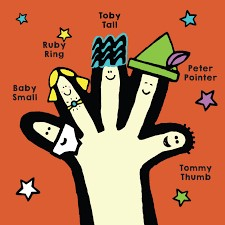 Toby
Tall
Ruby
Ring
Peter
Pointer
Baby
Small
Tommy
Thumb